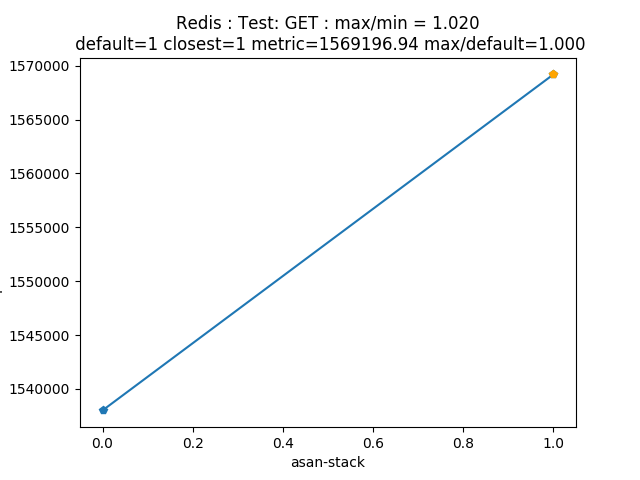 Redis : Test: GET : max/min = 1.020
default=1 closest=1 metric=1569196.94 max/default=1.000
1570000
1565000
1560000
1555000
1550000
1545000
1540000
0.0 0.2 0.4 0.6 0.8 1.0
asan-stack